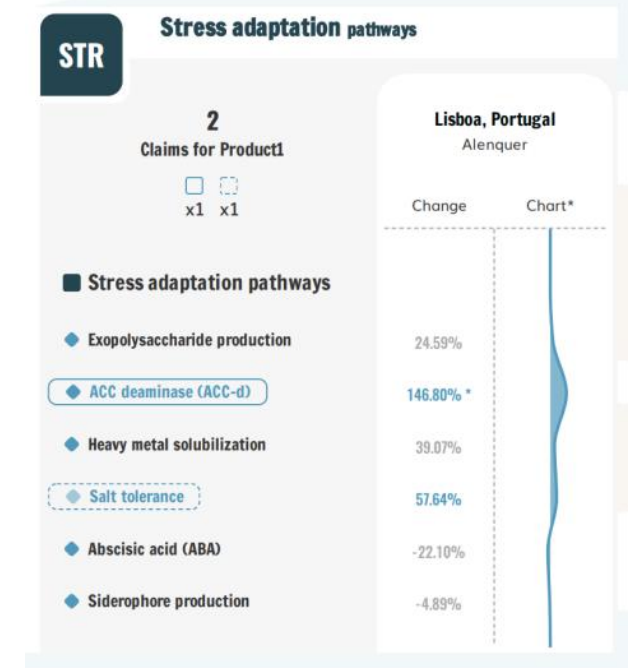 STR
Stress adaptation pathways
2
Claims for Product1
x1 x1
Lisboa, Portugal
Alenquer
Change Chart*
Stress adaptation pathways
Exopolysaccharide production 24.59%
ACC deaminase (ACC-d) 146.80% *
Heavy metal solubilization 39.07%
Salt tolerance 57.64%
Abscisic acid (ABA) -22.10%
Siderophore production -4.89%